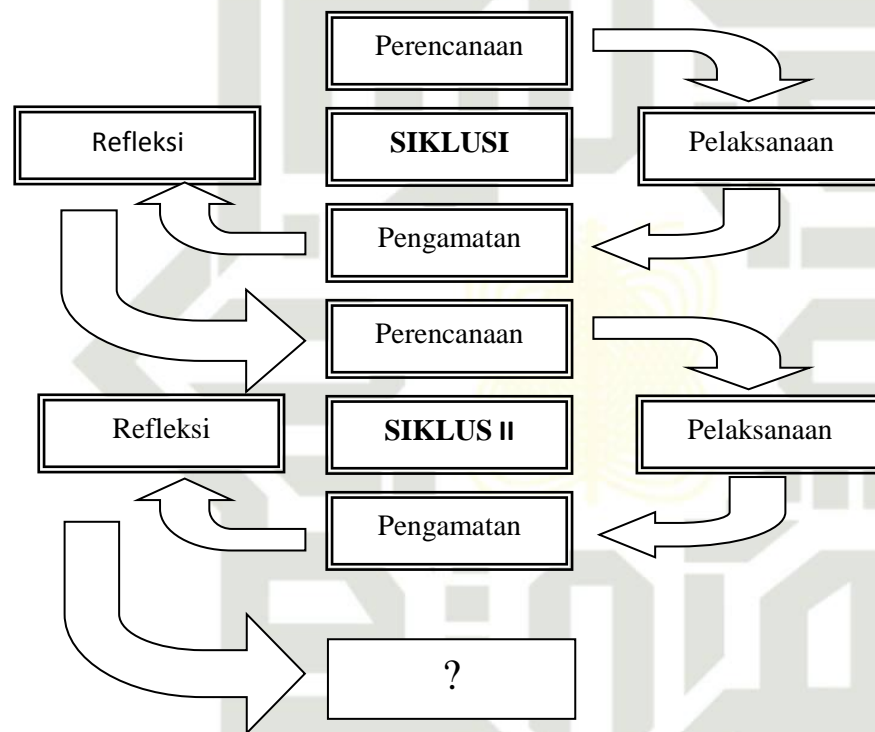 Perencanaan
Refleksi
SIKLUSI
Pelaksanaan
Pengamatan
Perencanaan
Refleksi
SIKLUS II
Pelaksanaan
Pengamatan
?